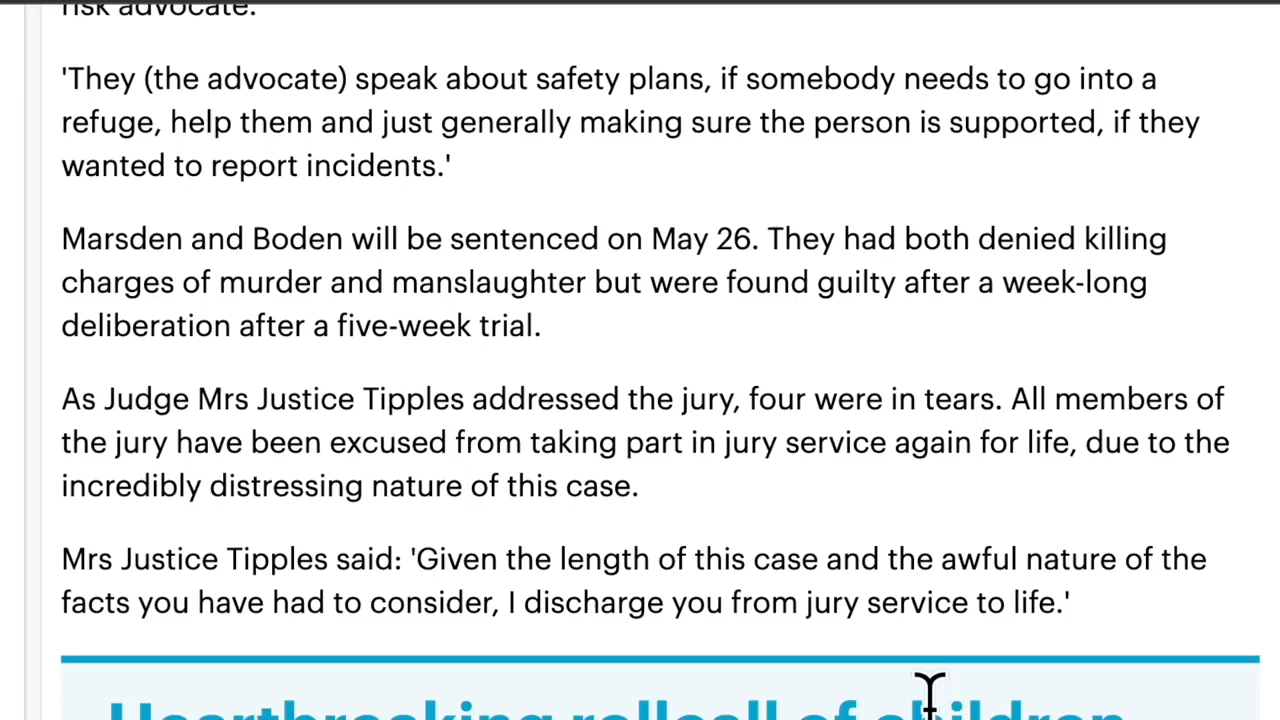 risk advocate.
'They (the advocate) speak about safety plans, if somebody needs to go into a
refuge, help them and just generally making sure the person is supported, if they
wanted to report incidents.'
Marsden and Boden will be sentenced on May 26. They had both denied killing
charges of murder and manslaughter but were found guilty after a week-long
deliberation after a five-week trial.
As Judge Mrs Justice Tipples addressed the jury, four were in tears. All members of
the jury have been excused from taking part in jury service again for life, due to the
incredibly distressing nature of this case.
Mrs Justice Tipples said: 'Given the length of this case and the awful nature of the
facts you have had to consider, I discharge you from jury service to life.'
Heartbreaking rollcall of children